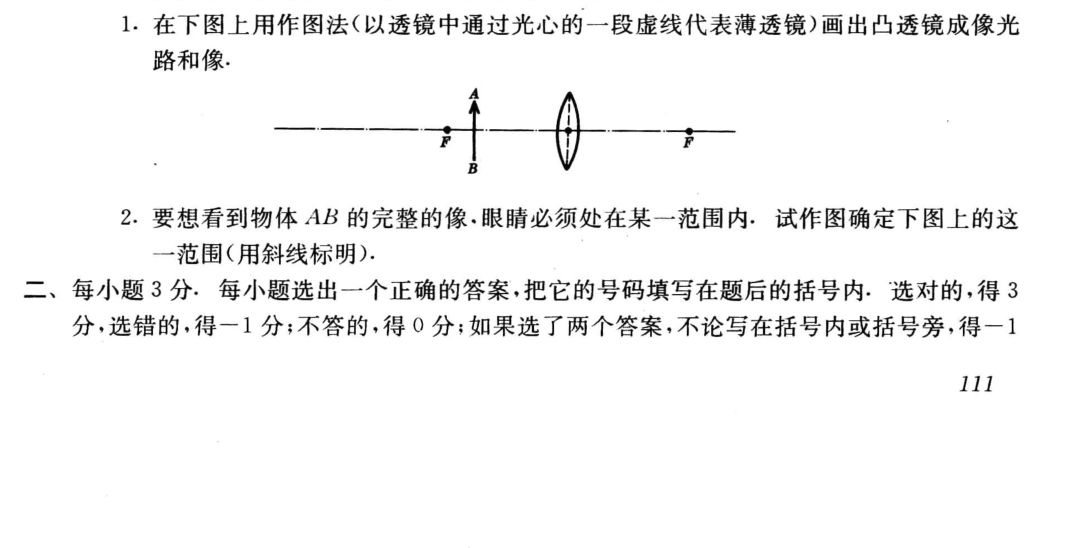 1. 在下图上用作图法(以透镜中通过光心的一段虚线代表薄透镜)画出凸透镜成像光
路和像.
A
F
F
B
2. 要想看到物体 AB 的完整的像,眼睛必须处在某一范围内. 试作图确定下图上的这
一范围(用斜线标明).
二、每小题 3 分. 每小题选出一个正确的答案,把它的号码填写在题后的括号内. 选对的,得 3
分,选错的,得-1 分;不答的,得 0 分;如果选了两个答案,不论写在括号内或括号旁,得-1
111